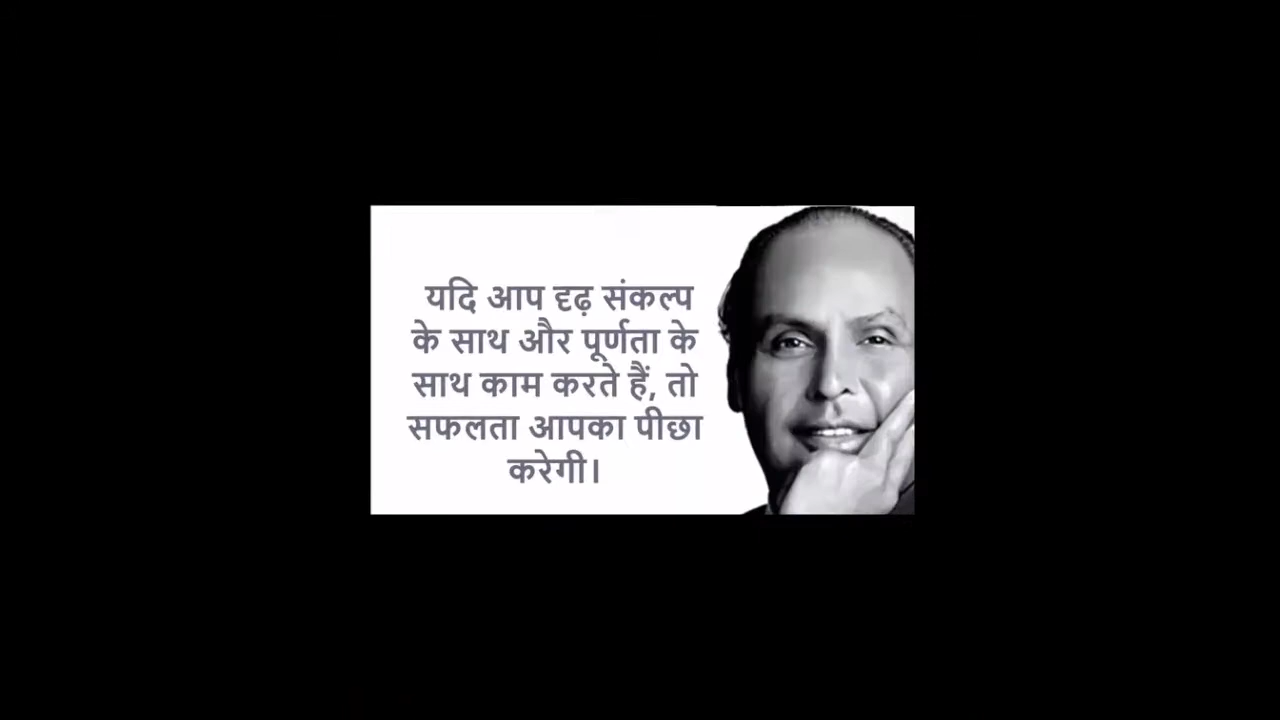 यदि आप दृढ़ संकल्प
के साथ और पूर्णता के
साथ काम करते हैं, तो
सफलता आपका पीछा
करेगी।